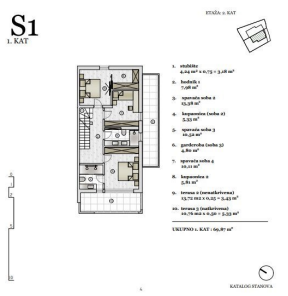 ETAŽA: 2. KAT
S1
1. KAT
1. stubište
4,24 m² x 0,75 = 3,18 m²
2. hodnik 1
7,98 m²
3. spavaća soba 2
15,38 m²
4. kupaonica (soba 2)
5,35 m²
5. spavaća soba 3
10,52 m²
6. garderoba (soba 3)
4,80 m²
7. spavaća soba 4
10,11 m²
8. kupaonica 2
5,81 m²
9. terasa 2 (nenatkrivena)
13,72 m2 x 0,25 = 3,43 m²
10. terasa 3 (natkrivena)
10,76 m2 x 0,50 = 5,33 m²
UKUPNO 1. KAT : 69,87 m²
KATALOG STANOVA